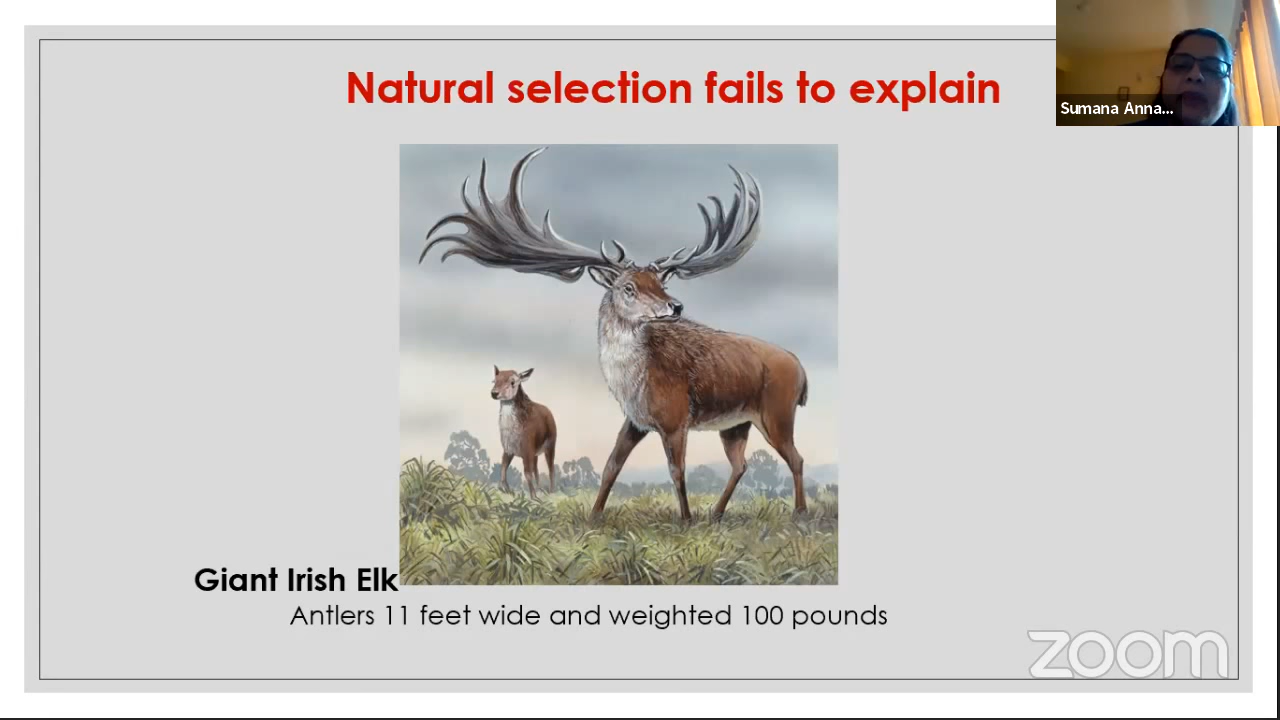 Natural selection fails to explain
Sumana Anna...
Giant Irish Elk
Antlers 11 feet wide and weighted 100 pounds
zoom